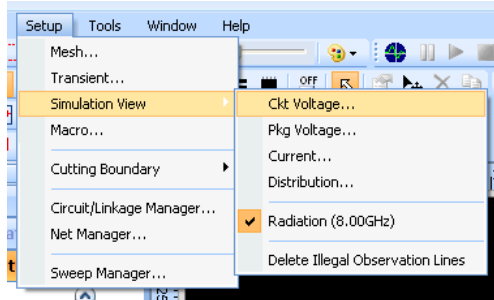 Setup Tools Window Help
Mesh...
Transient...
OFF
Simulation View
Ckt Voltage...
Macro...
Pkg Voltage...
Current...
Cutting Boundary
Distribution...
Circuit/Linkage Manager...
Radiation (8.00GHz)
Net Manager...
Delete Illegal Observation Lines
Sweep Manager...